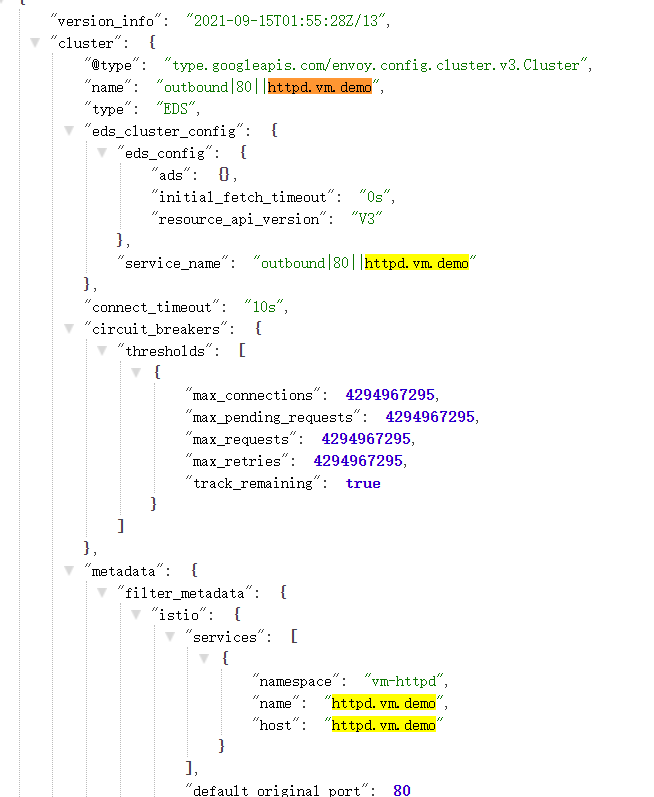 {
"version_info": "2021-09-15T01:55:28Z/13",
"cluster": {
"@type": "type.googleapis.com/envoy.config.cluster.v3.Cluster",
"name": "outbound|80||httpd.vm.demo",
"type": "EDS",
"eds_cluster_config": {
"eds_config": {
"ads": {},
"initial_fetch_timeout": "0s",
"resource_api_version": "V3"
},
"service_name": "outbound|80||httpd.vm.demo"
},
"connect_timeout": "10s",
"circuit_breakers": {
"thresholds": [
{
"max_connections": 4294967295,
"max_pending_requests": 4294967295,
"max_requests": 4294967295,
"max_retries": 4294967295,
"track_remaining": true
}
]
},
"metadata": {
"filter_metadata": {
"istio": {
"services": [
{
"namespace": "vm-httpd",
"name": "httpd.vm.demo",
"host": "httpd.vm.demo"
}
],
"default_original_port": 80